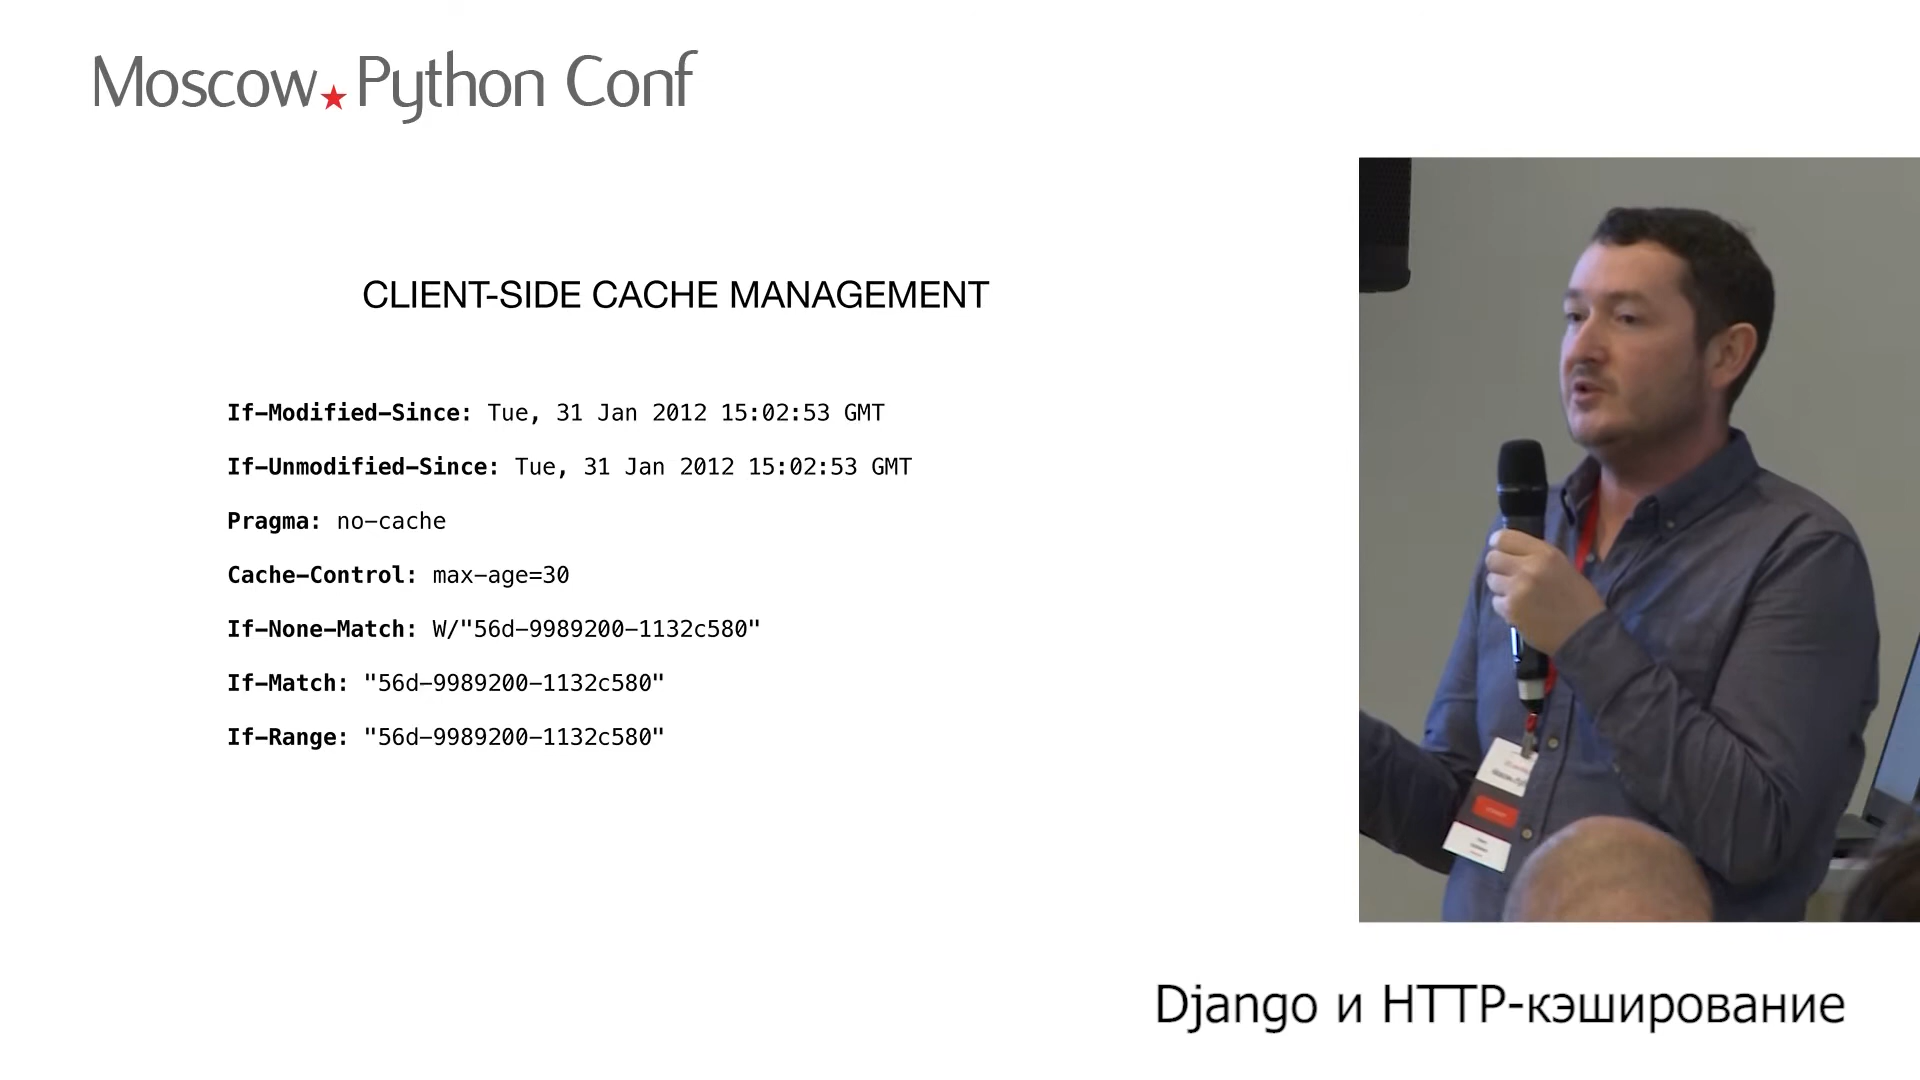 Moscow Python Conf
CLIENT-SIDE CACHE MANAGEMENT
If-Modified-Since: Tue, 31 Jan 2012 15:02:53 GMT
If-Unmodified-Since: Tue, 31 Jan 2012 15:02:53 GMT
Pragma: no-cache
Cache-Control: max-age=30
If-None-Match: W/"56d-9989200-1132c580"
If-Match: "56d-9989200-1132c580"
If-Range: "56d-9989200-1132c580"
Django и HTTP-кэширование